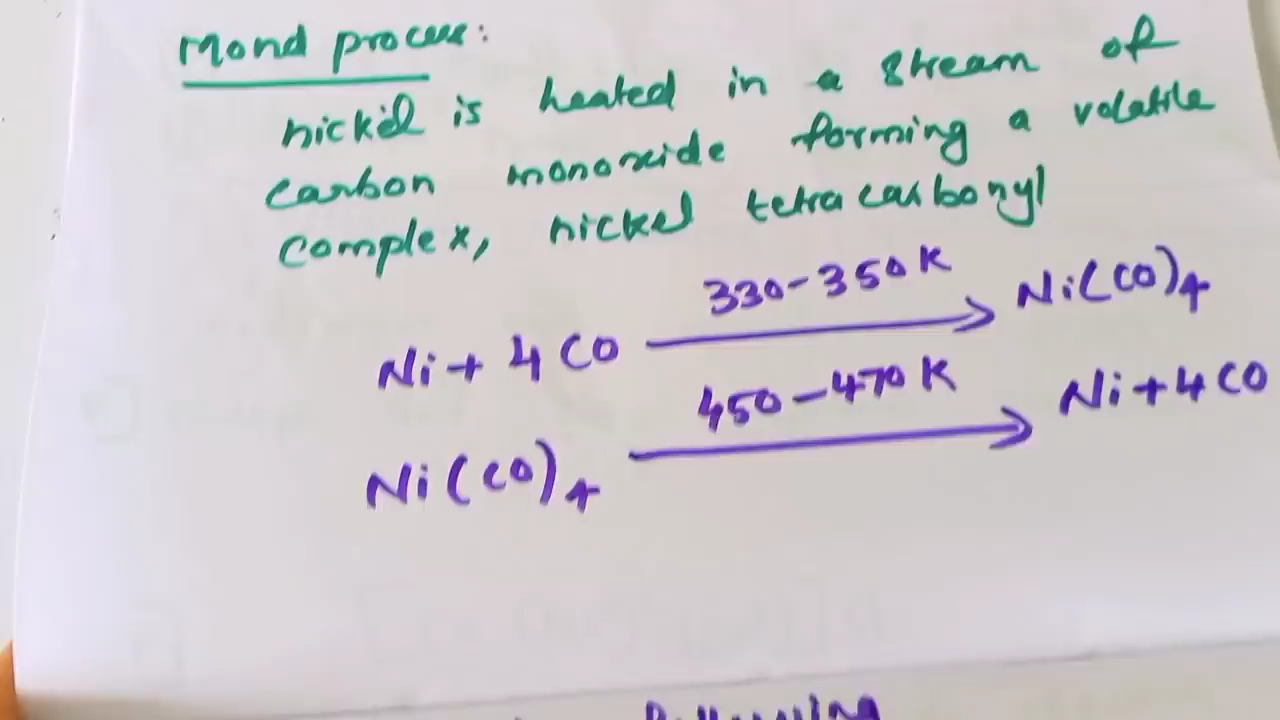 Mond process:
nickel is heated in a stream of
carbon monoxide forming a volatile
complex, nickel tetracarbonyl
Ni + 4 CO ⟶ 330-350 K Ni(CO)4
Ni(CO)4 ⟶ 450-470 K Ni + 4 CO